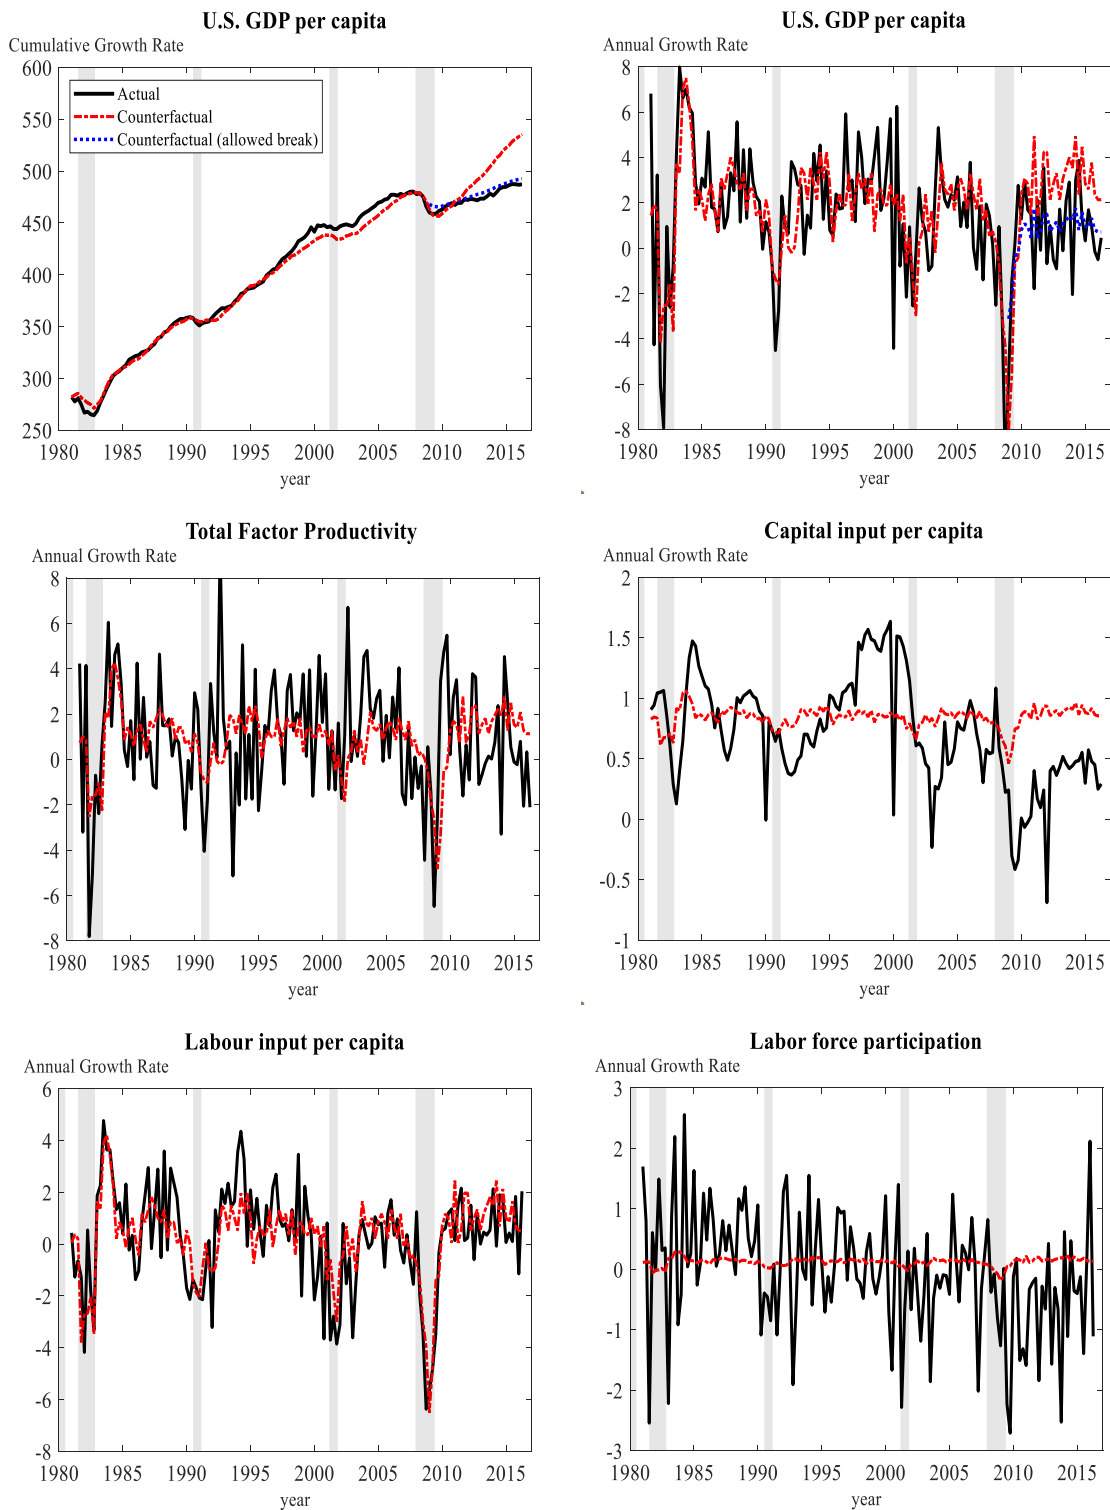 U.S. GDP per capita
Cumulative Growth Rate
600
550
500
450
400
350
300
250
Actual
Counterfactual
Counterfactual (allowed break)
1980 1985 1990 1995 2000 2005 2010 2015
year
U.S. GDP per capita
Annual Growth Rate
8
6
4
2
0
-2
-4
-6
-8
1980 1985 1990 1995 2000 2005 2010 2015
year
Total Factor Productivity
Annual Growth Rate
8
6
4
2
0
-2
-4
-6
-8
1980 1985 1990 1995 2000 2005 2010 2015
year
Capital input per capita
Annual Growth Rate
2
1.5
1
0.5
0
-0.5
-1
1980 1985 1990 1995 2000 2005 2010 2015
year
Labour input per capita
Annual Growth Rate
6
4
2
0
-2
-4
-6
-8
1980 1985 1990 1995 2000 2005 2010 2015
year
Labor force participation
Annual Growth Rate
3
2
1
0
-1
-2
-3
1980 1985 1990 1995 2000 2005 2010 2015
year